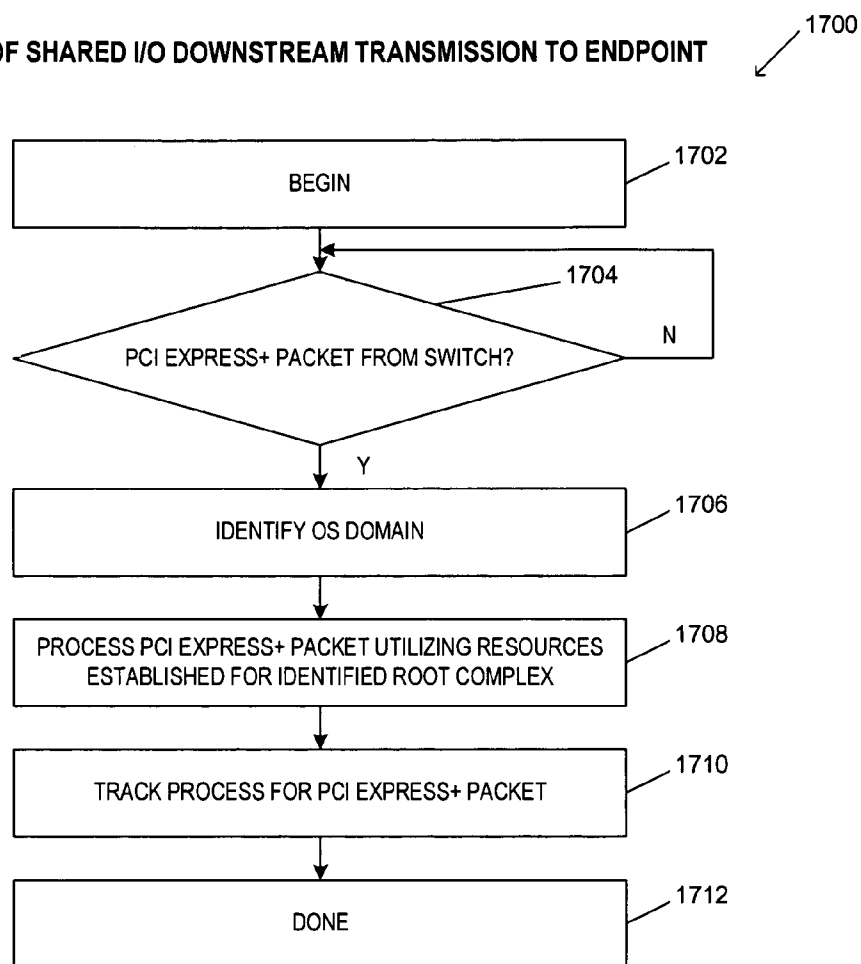 1700
OF SHARED I/O DOWNSTREAM TRANSMISSION TO ENDPOINT
BEGIN
1702
1704
PCI EXPRESS+ PACKET FROM SWITCH?
N
Y
IDENTIFY OS DOMAIN
1706
PROCESS PCI EXPRESS+ PACKET UTILIZING RESOURCES
ESTABLISHED FOR IDENTIFIED ROOT COMPLEX
1708
TRACK PROCESS FOR PCI EXPRESS+ PACKET
1710
DONE
1712